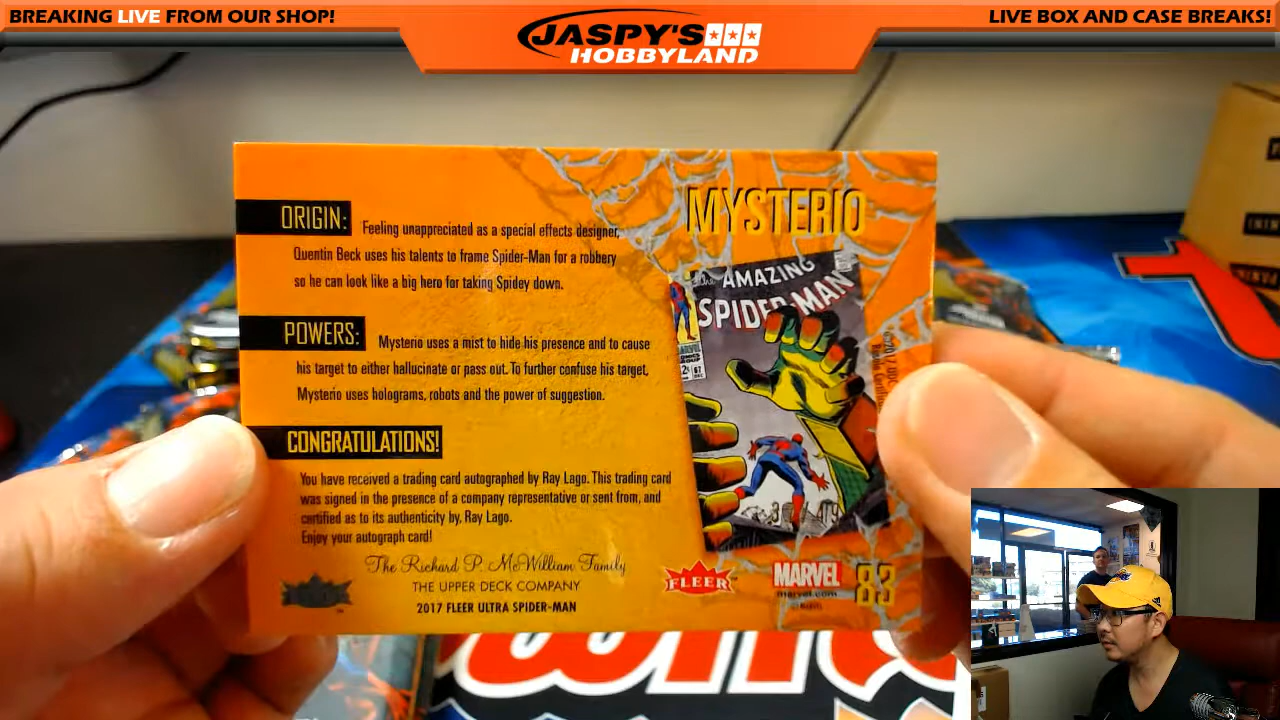 BREAKING LIVE FROM OUR SHOP!
JASPY'S
HOBBYLAND
LIVE BOX AND CASE BREAKS!
MYSTERIO
ORIGIN: Feeling unappreciated as a special effects designer,
Quentin Beck uses his talents to frame Spider-Man for a robbery
so he can look like a big hero for taking Spidey down.
the AMAZING
SPIDER-MAN
POWERS: Mysterio uses a mist to hide his presence and to cause
his target to either hallucinate or pass out. To further confuse his target,
Mysterio uses holograms, robots and the power of suggestion.
CONGRATULATIONS!
You have received a trading card autographed by Ray Lago. This trading card
was signed in the presence of a company representative or sent from, and
certified as to its authenticity by, Ray Lago.
Enjoy your autograph card!
The Richard P. McWilliam Family
THE UPPER DECK COMPANY
2017 FLEER ULTRA SPIDER-MAN
FLEER
MARVEL
marvel.com
83